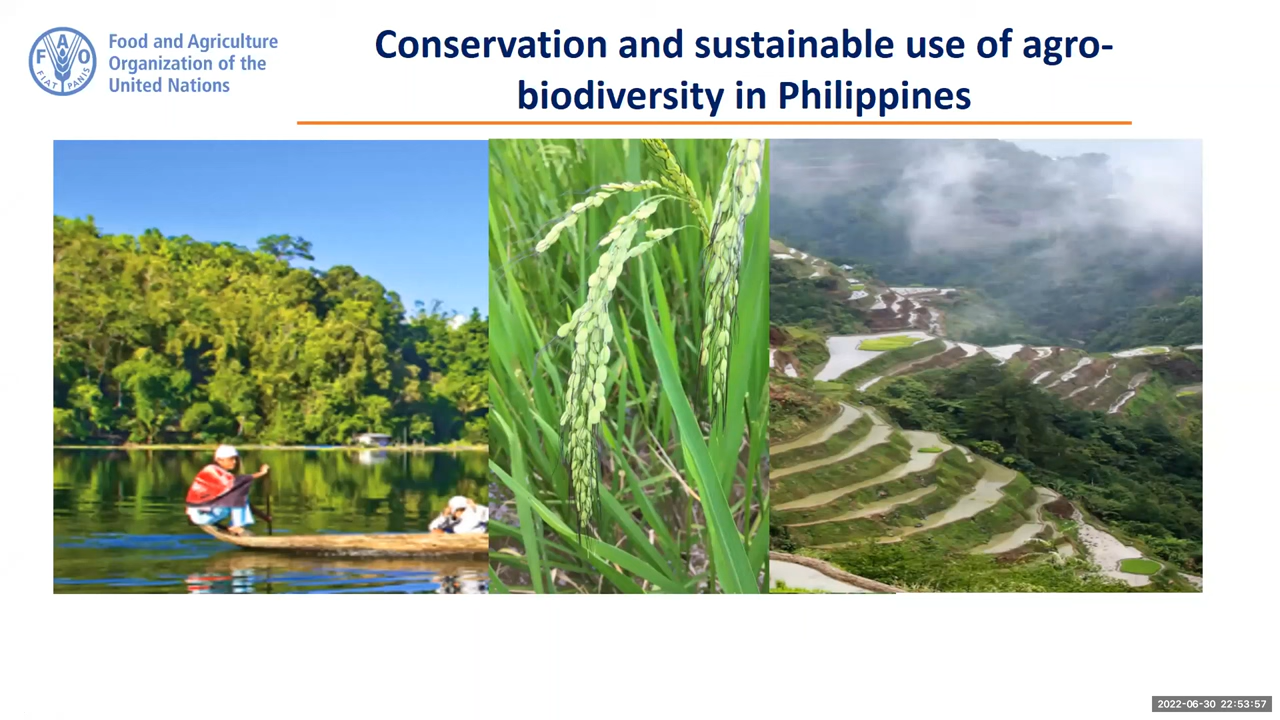 Food and Agriculture
Organization of the
United Nations
F A O
FIAT PANIS
Conservation and sustainable use of agro-
biodiversity in Philippines
2022-06-30 22:53:57